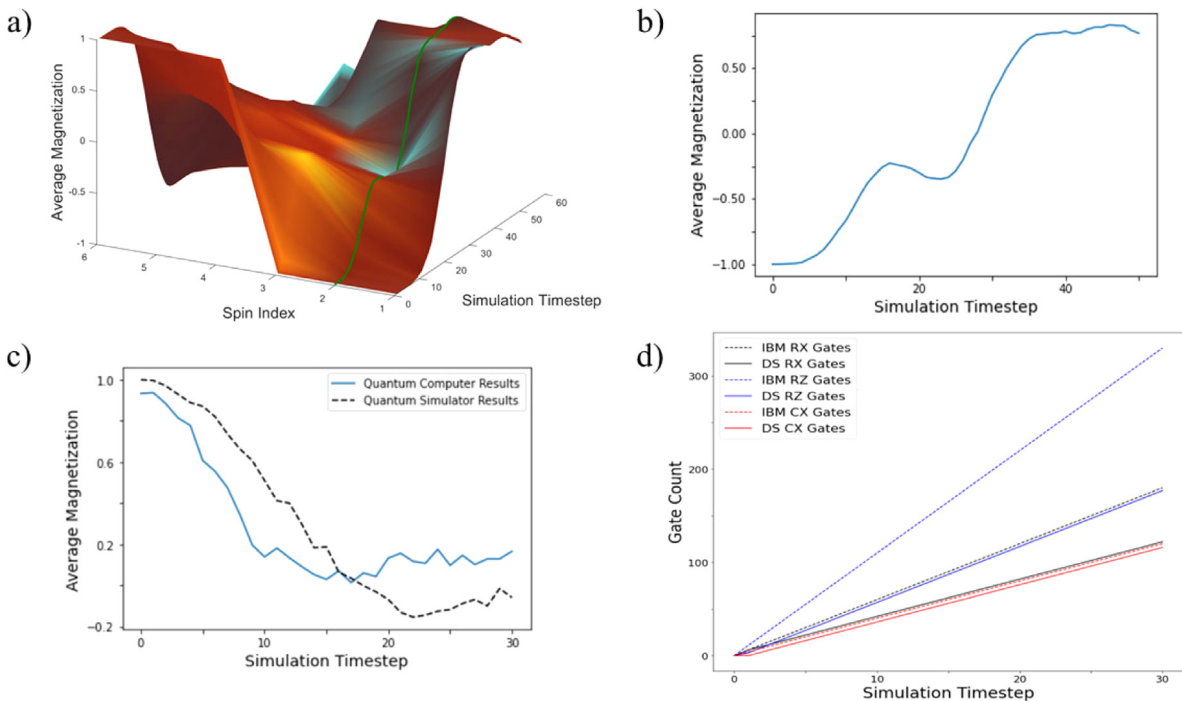 a)
Average Magnetization
1
0.5
0
-0.5
-1
6
5
4
3
2
1
Spin Index
0
10
20
30
40
50
60
Simulation Timestep
b)
Average Magnetization
0.50
0.00
−0.50
−1.00
0
20
40
Simulation Timestep
c)
Average Magnetization
1.0
0.6
0.2
−0.2
0
10
20
30
Simulation Timestep
Quantum Computer Results
Quantum Simulator Results
d)
IBM RX Gates
DS RX Gates
IBM RZ Gates
DS RZ Gates
IBM CX Gates
DS CX Gates
Gate Count
300
200
100
0
0
10
20
30
Simulation Timestep